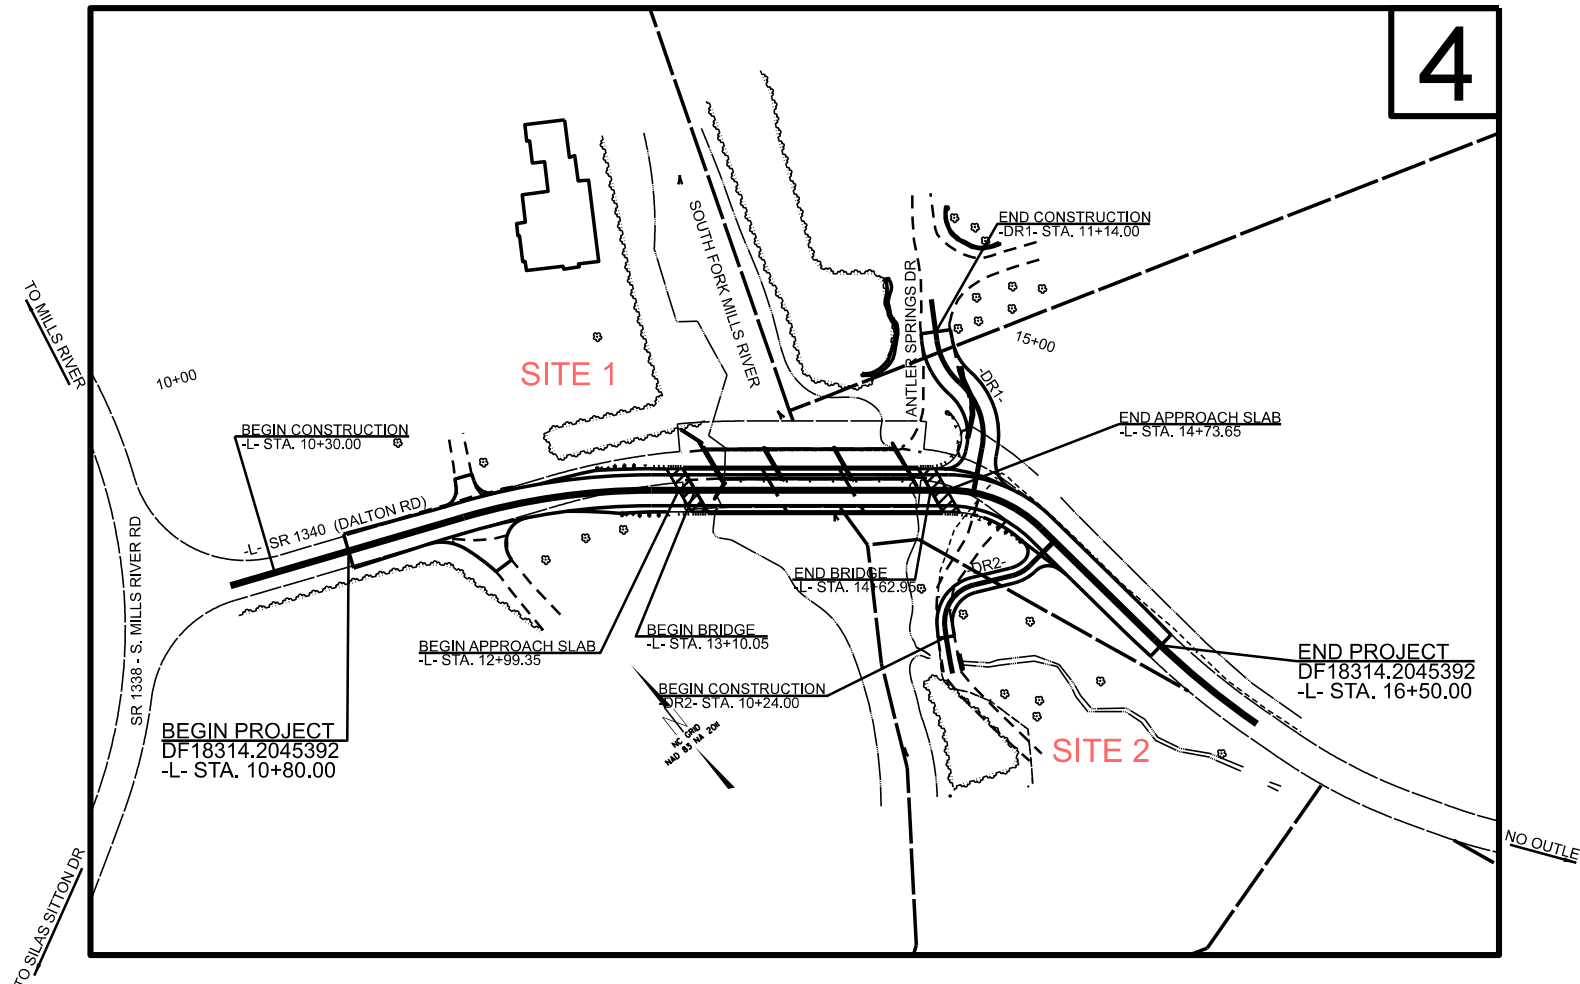 4
END CONSTRUCTION
-DR1- STA. 11+14.00
SOUTH FORK MILLS RIVER
ANTLER SPRINGS DR
TO MILLS RIVER
15+00
10+00
SITE 1
-DR1-
BEGIN CONSTRUCTION
-L- STA. 10+30.00
END APPROACH SLAB
-L- STA. 14+73.65
-L- SR 1340 (DALTON RD)
SR 1338 - S. MILLS RIVER RD
END BRIDGE
-L- STA. 14+62.95
-DR2-
BEGIN BRIDGE
-L- STA. 13+10.05
BEGIN APPROACH SLAB
-L- STA. 12+99.35
BEGIN CONSTRUCTION
-DR2- STA. 10+24.00
END PROJECT
DF18314.2045392
-L- STA. 16+50.00
BEGIN PROJECT
DF18314.2045392
-L- STA. 10+80.00
NC GRID
NAD 83 NA 2011
SITE 2
NO OUTLE
TO SILAS SITTON DR